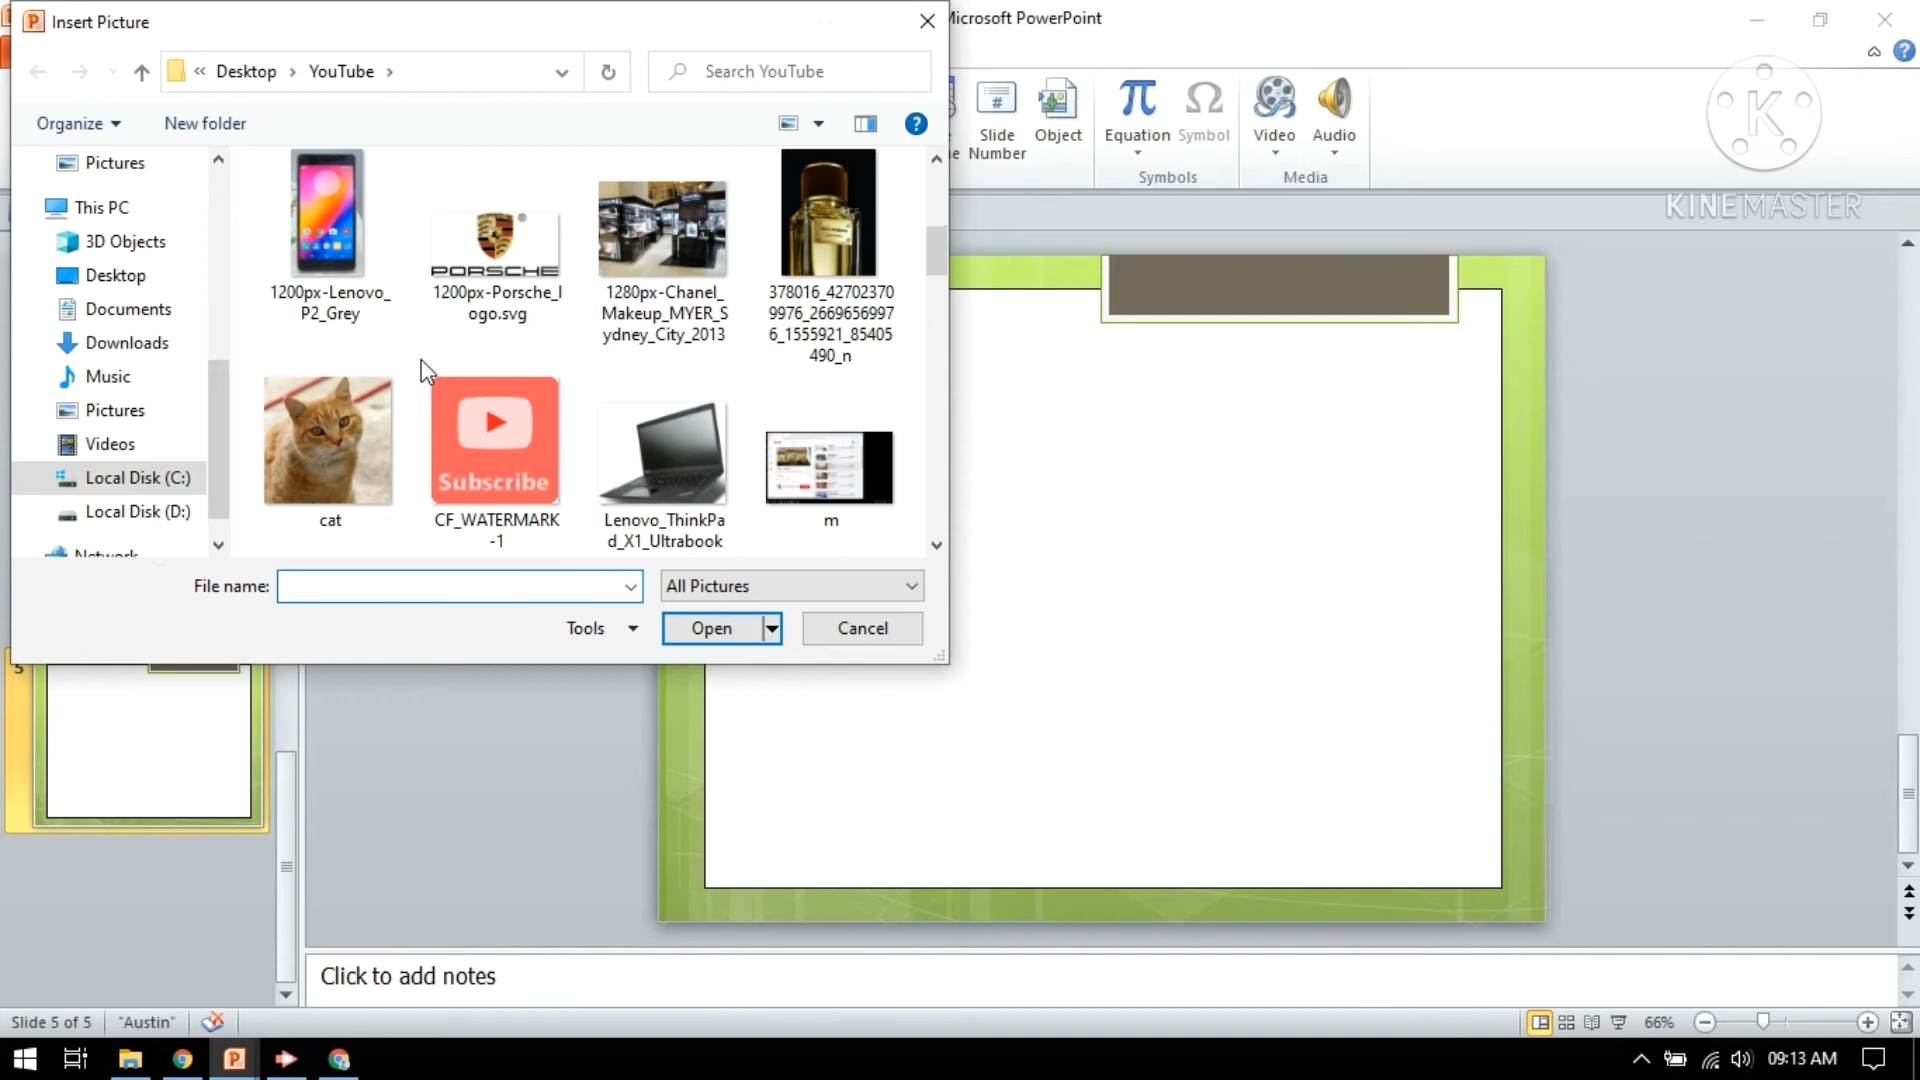 Insert Picture
Microsoft PowerPoint
« Desktop › YouTube ›
Search YouTube
Organize
New folder
Pictures
This PC
3D Objects
Desktop
Documents
Downloads
Music
Pictures
Videos
Local Disk (C:)
Local Disk (D:)
Network
PORSCHE
1200px-Lenovo_
P2_Grey
1200px-Porsche_l
ogo.svg
1280px-Chanel_
Makeup_MYER_S
ydney_City_2013
378016_42702370
9976_2669656997
6_1555921_85405
490_n
Subscribe
cat
CF_WATERMARK
-1
Lenovo_ThinkPa
d_X1_Ultrabook
m
File name:
All Pictures
Tools
Open
Cancel
Slide
Number
Object
Equation
Symbol
Symbols
Video
Audio
Media
K
KINEMASTER
5
Click to add notes
Slide 5 of 5
"Austin"
66%
09:13 AM